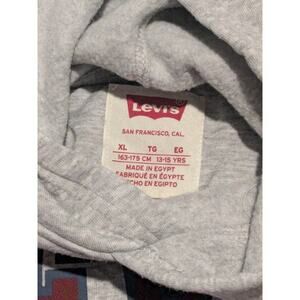 Levi's
SAN FRANCISCO, CAL.
XL TG EG
163-175 CM 13-15 YRS
MADE IN EGYPT
FABRIQUÉ EN ÉGYPTE
ECHO EN EGIPTO